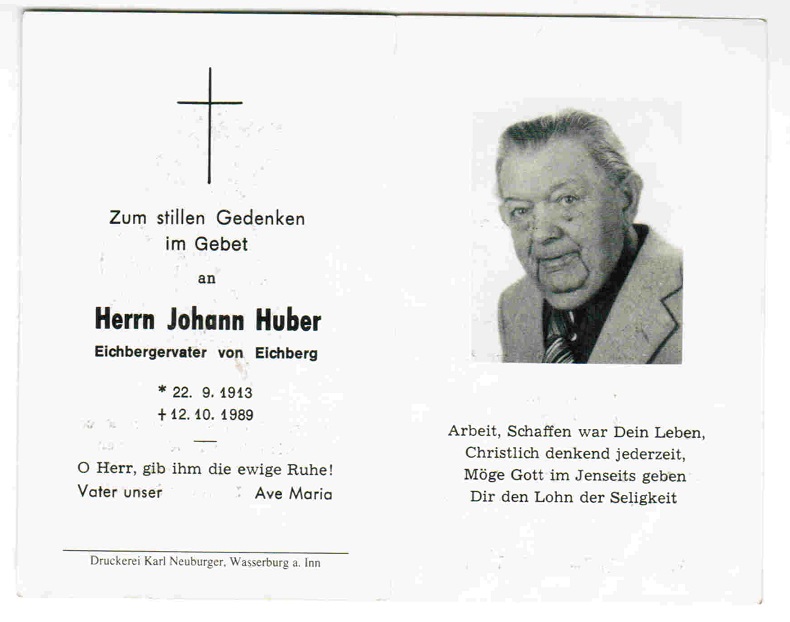 Zum stillen Gedenken
im Gebet
an
Herrn Johann Huber
Eichbergervater von Eichberg
* 22. 9. 1913
† 12. 10. 1989
O Herr, gib ihm die ewige Ruhe!
Vater unser Ave Maria
Druckerei Karl Neuburger, Wasserburg a. Inn
Arbeit, Schaffen war Dein Leben,
Christlich denkend jederzeit,
Möge Gott im Jenseits geben
Dir den Lohn der Seligkeit